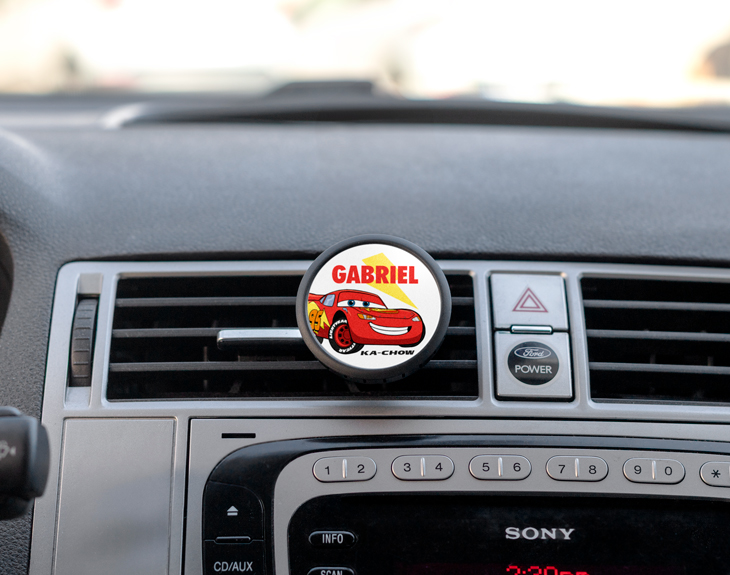 GABRIEL
95
KA-CHOW
Ford
POWER
1 2
3 4
5 6
7 8
9 0
*
SONY
INFO
CD/AUX
SCAN